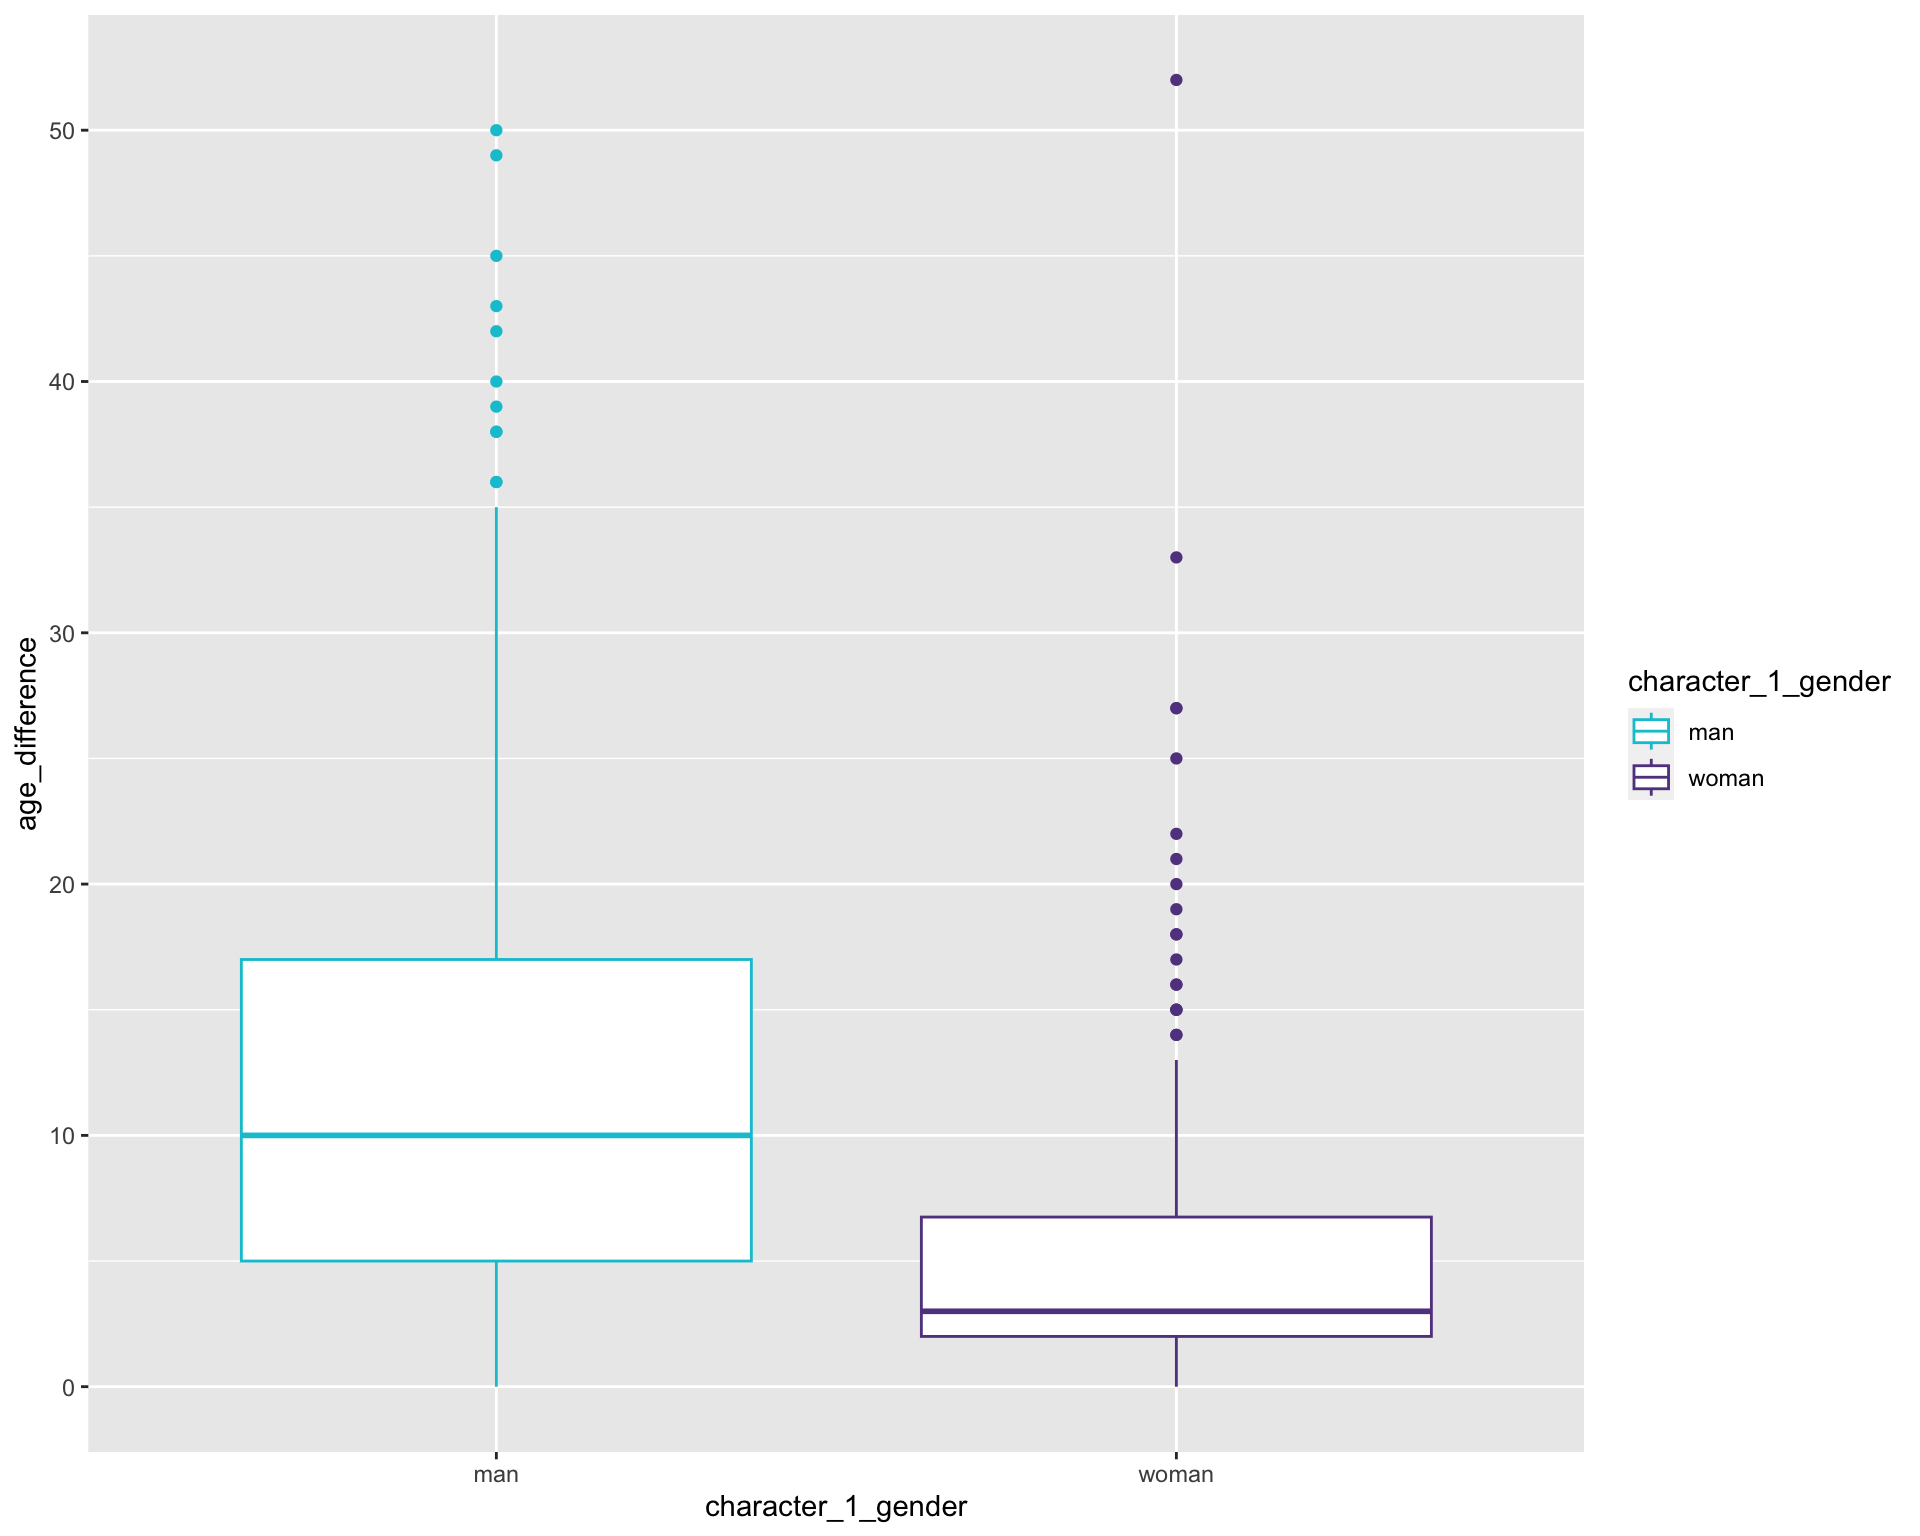 50
40
30
20
10
0
age_difference
man
woman
character_1_gender
character_1_gender
man
woman